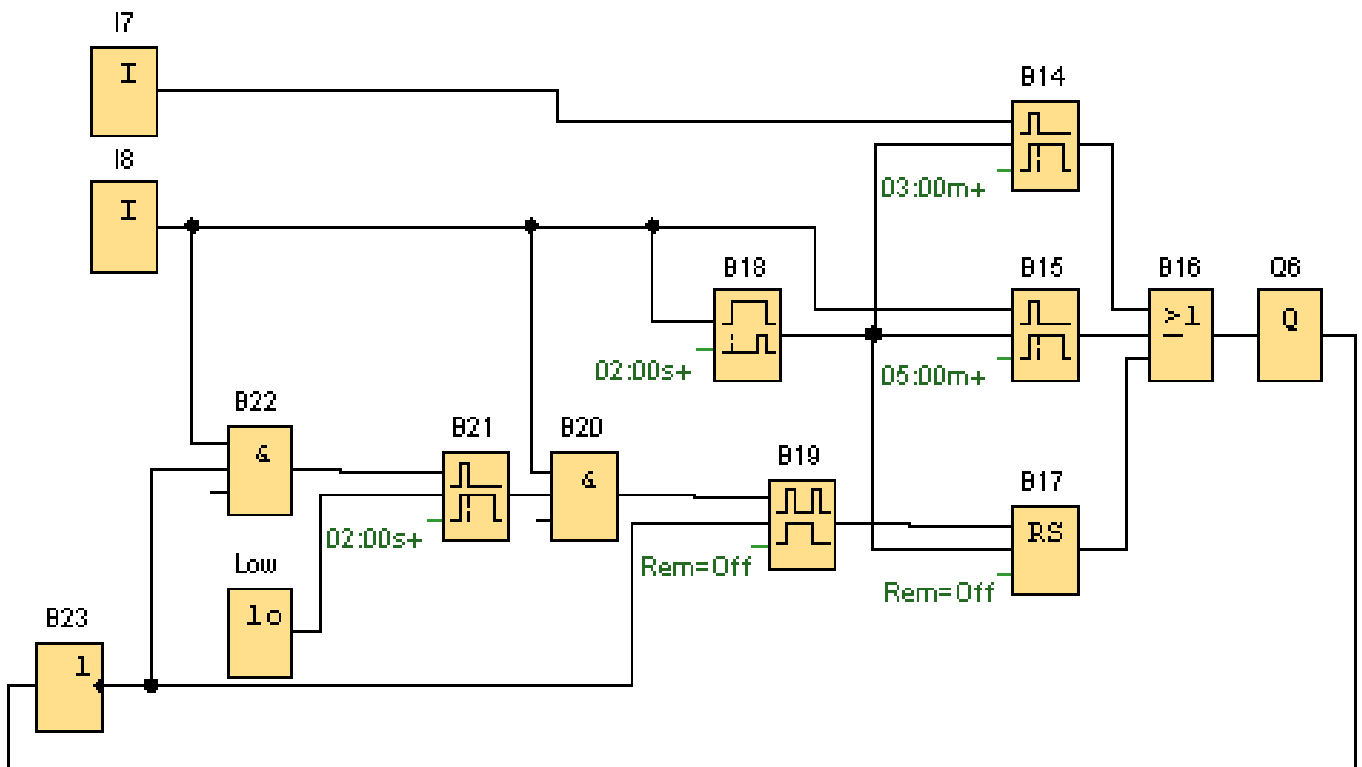 I7
I
I8
I
B14
03:00m+
B18
02:00s+
B15
05:00m+
B16
>1
Q6
Q
B22
&
B21
02:00s+
B20
&
B19
Rem=Off
B17
RS
Rem=Off
Low
lo
B23
1